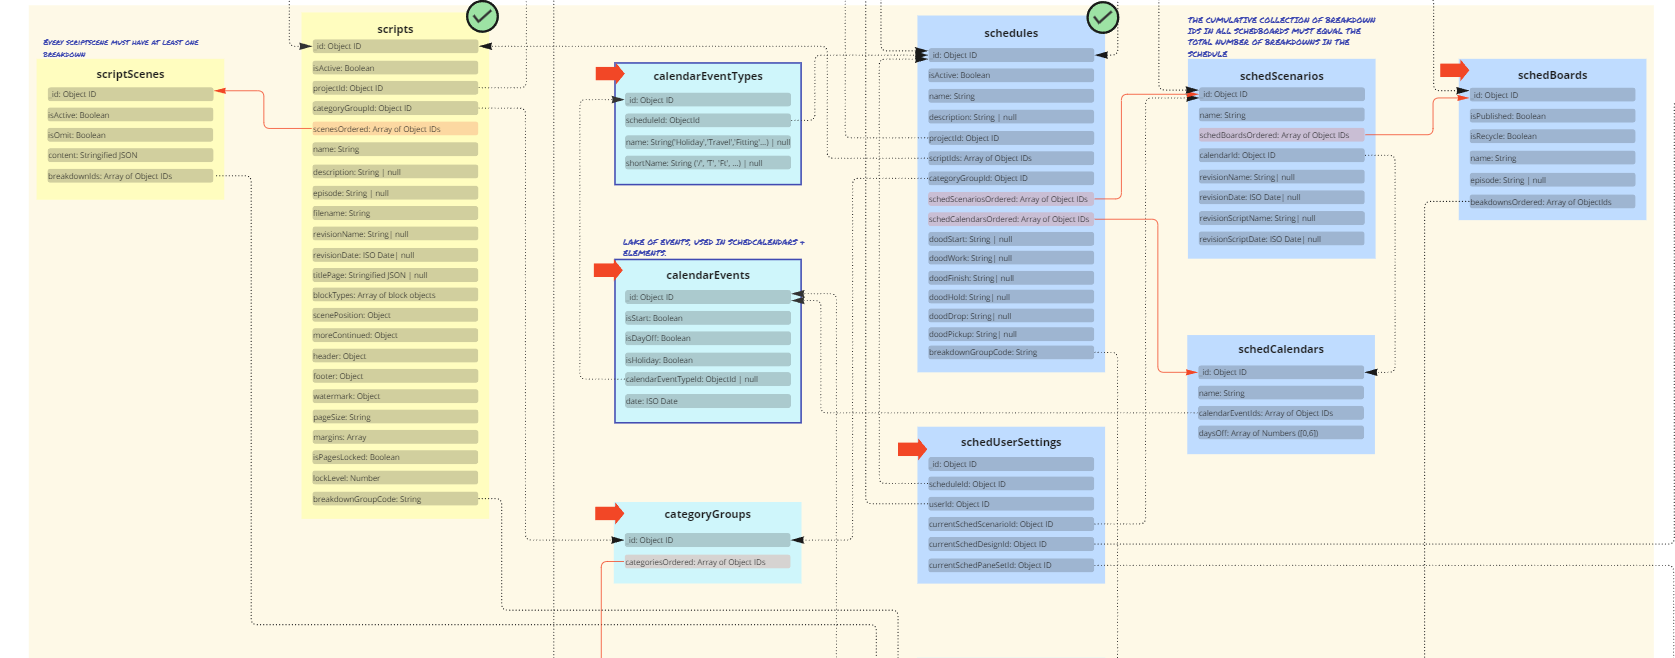 Every scriptScene must have at least one
breakdown
scriptScenes
id: Object ID
isActive: Boolean
isOmit: Boolean
content: Stringified JSON
breakdownIds: Array of Object IDs
scripts
id: Object ID
isActive: Boolean
projectId: Object ID
categoryGroupId: Object ID
scenesOrdered: Array of Object IDs
name: String
description: String | null
episode: String | null
filename: String
revisionName: String| null
revisionDate: ISO Date| null
titlePage: Stringified JSON | null
blockTypes: Array of block objects
scenePosition: Object
moreContinued: Object
header: Object
footer: Object
watermark: Object
pageSize: String
margins: Array
isPagesLocked: Boolean
lockLevel: Number
breakdownGroupCode: String
calendarEventTypes
id: Object ID
scheduleId: ObjectId
name: String('Holiday','Travel','Fitting'...) | null
shortName: String ('/', 'T', 'Ft', ...) | null
LAKE OF EVENTS, USED IN SCHEDCALENDARS +
ELEMENTS.
calendarEvents
id: Object ID
isStart: Boolean
isDayOff: Boolean
isHoliday: Boolean
calendarEventTypeId: ObjectId | null
date: ISO Date
categoryGroups
id: Object ID
categoriesOrdered: Array of Object IDs
schedules
id: Object ID
isActive: Boolean
name: String
description: String | null
projectId: Object ID
scriptIds: Array of Object IDs
categoryGroupId: Object ID
schedScenariosOrdered: Array of Object IDs
schedCalendarsOrdered: Array of Object IDs
doodStart: String | null
doodWork: String| null
doodFinish: String| null
doodHold: String| null
doodDrop: String| null
doodPickup: String| null
breakdownGroupCode: String
schedUserSettings
id: Object ID
scheduleId: Object ID
userId: Object ID
currentSchedScenarioId: Object ID
currentSchedDesignId: Object ID
currentSchedPaneSetId: Object ID
THE CUMULATIVE COLLECTION OF BREAKDOWN
IDS IN ALL SCHEDBOARDS MUST EQUAL THE
TOTAL NUMBER OF BREAKDOWNS IN THE
SCHEDULE
schedScenarios
id: Object ID
name: String
schedBoardsOrdered: Array of Object IDs
calendarId: Object ID
revisionName: String| null
revisionDate: ISO Date| null
revisionScriptName: String| null
revisionScriptDate: ISO Date| null
schedCalendars
id: Object ID
name: String
calendarEventIds: Array of Object IDs
daysOff: Array of Numbers ([0,6])
schedBoards
id: Object ID
isPublished: Boolean
isRecycle: Boolean
name: String
episode: String | null
beakdownsOrdered: Array of ObjectIds